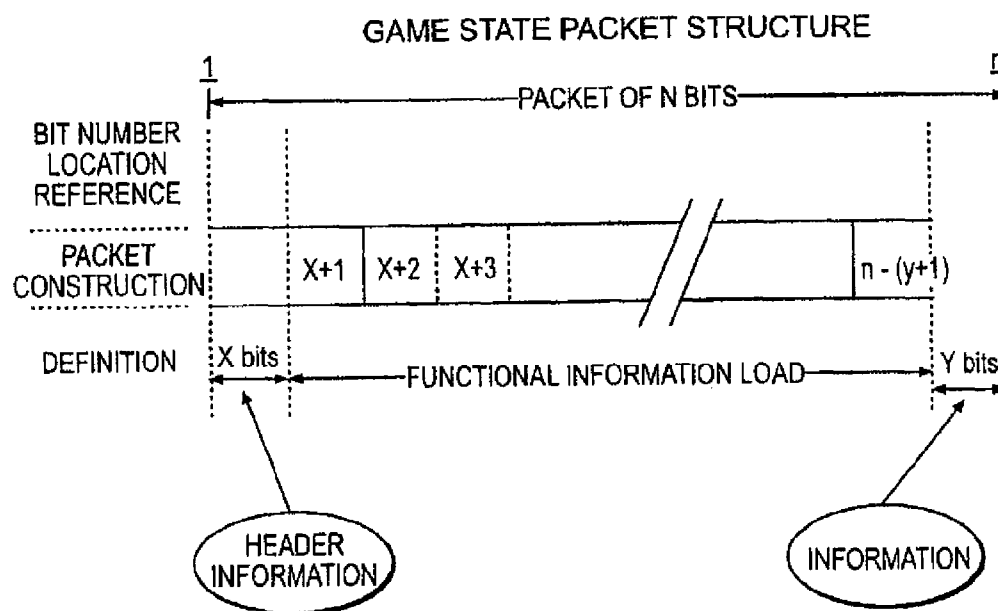 GAME STATE PACKET STRUCTURE
1
PACKET OF N BITS
BIT NUMBER
LOCATION
REFERENCE
PACKET
CONSTRUCTION
X+1
X+2
X+3
n - (y+1)
DEFINITION
X bits
FUNCTIONAL INFORMATION LOAD
Y bits
HEADER
INFORMATION
INFORMATION